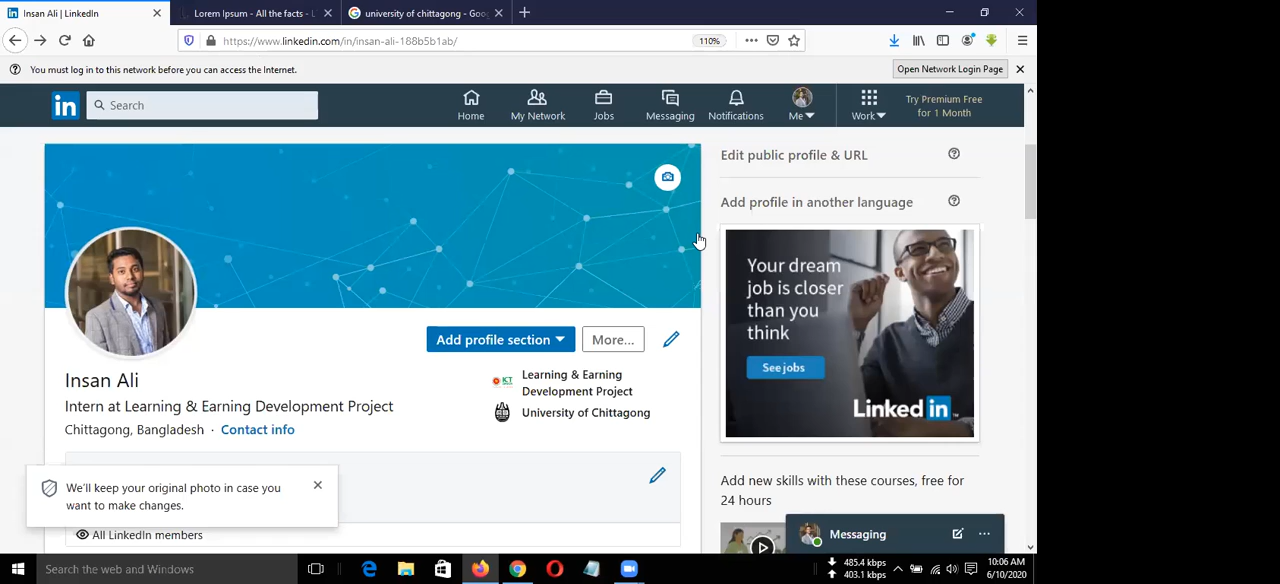 Insan Ali | LinkedIn
Lorem Ipsum - All the facts - L
university of chittagong - Goo
https://www.linkedin.com/in/insan-ali-188b5b1ab/
110%
You must log in to this network before you can access the Internet.
Open Network Login Page
in
Search
Home
My Network
Jobs
Messaging
Notifications
Me
Work
Try Premium Free
for 1 Month
Edit public profile & URL
Add profile in another language
Your dream
job is closer
than you
think
See jobs
Linked in
Add profile section
More...
Insan Ali
Intern at Learning & Earning Development Project
Chittagong, Bangladesh · Contact info
ICT
Learning & Earning
Development Project
University of Chittagong
We'll keep your original photo in case you
want to make changes.
All LinkedIn members
Add new skills with these courses, free for
24 hours
Messaging
Search the web and Windows
485.4 kbps
403.1 kbps
10:06 AM
6/10/2020